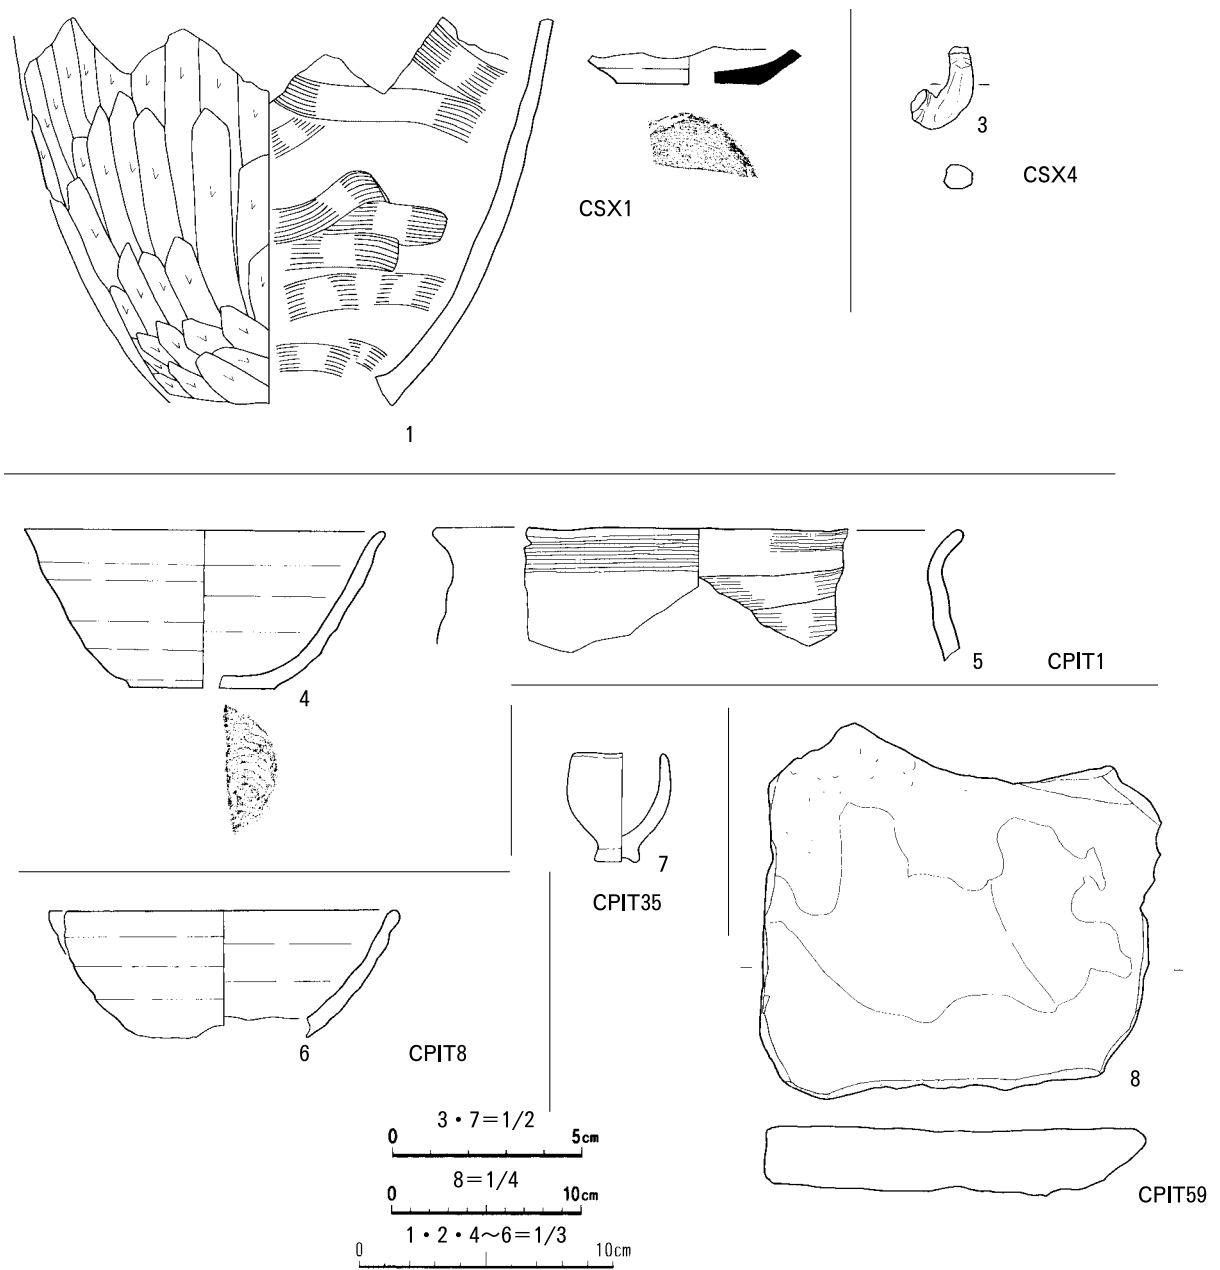 1
CSX1
3
CSX4
4
5
CPIT1
7
CPIT35
6
CPIT8
8
CPIT59
3・7=1/2
0 5cm
8=1/4
0 10cm
1・2・4～6=1/3
0 10cm